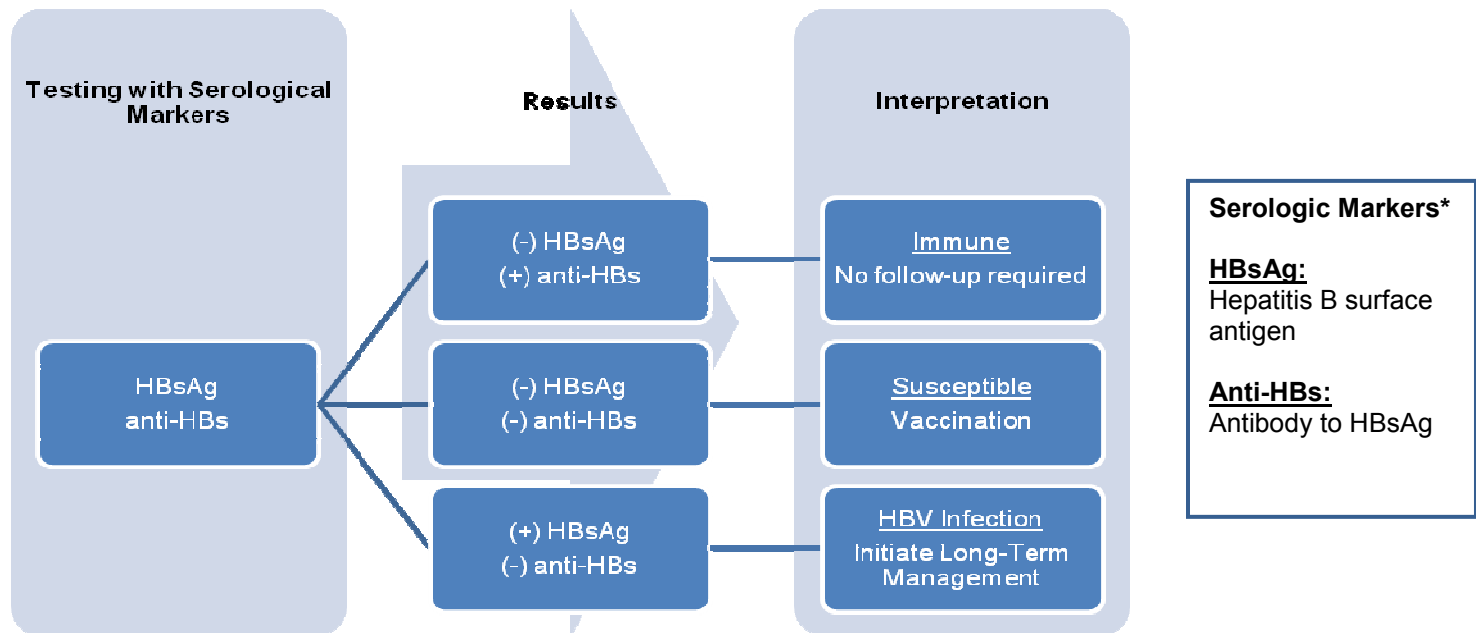 Testing with Serological
Markers
Results
Interpretation
HBsAg
anti-HBs
(-) HBsAg
(+) anti-HBs
(-) HBsAg
(-) anti-HBs
(+) HBsAg
(-) anti-HBs
Immune
No follow-up required
Susceptible
Vaccination
HBV Infection
Initiate Long-Term
Management
Serologic Markers*
HBsAg:
Hepatitis B surface
antigen
Anti-HBs:
Antibody to HBsAg